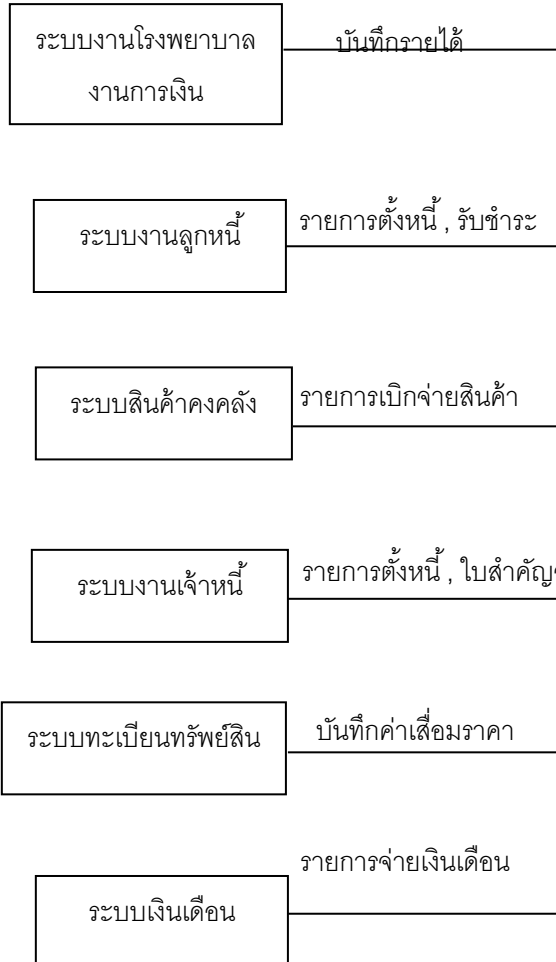 ระบบงานโรงพยาบาล
งานการเงิน
บันทึกรายได้
ระบบงานลูกหนี้
รายการตั้งหนี้ , รับชำระ
ระบบสินค้าคงคลัง
รายการเบิกจ่ายสินค้า
ระบบงานเจ้าหนี้
รายการตั้งหนี้ , ใบสำคัญ
ระบบทะเบียนทรัพย์สิน
บันทึกค่าเสื่อมราคา
รายการจ่ายเงินเดือน
ระบบเงินเดือน